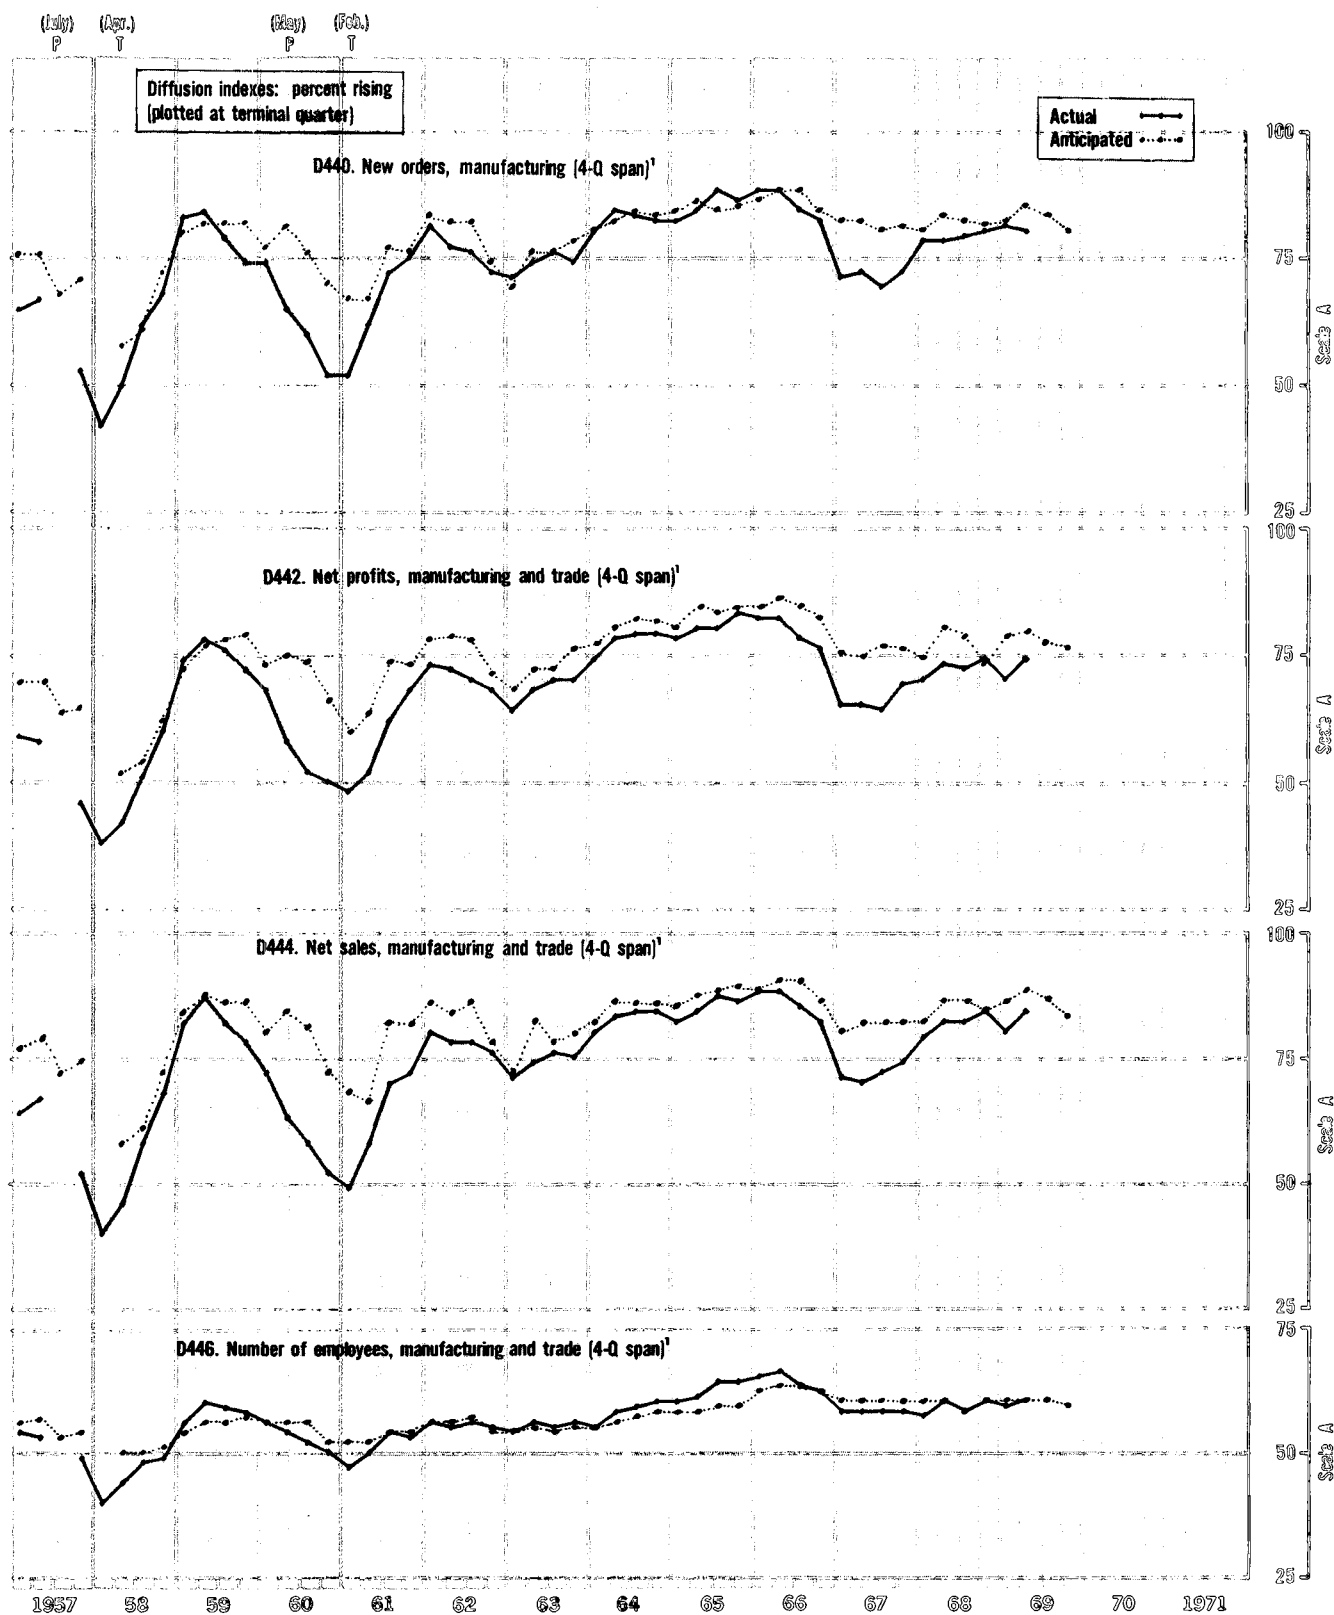 (July) (Apr.) (May) (Feb.)
P T P T
Diffusion indexes: percent rising
(plotted at terminal quarter)
Actual
Anticipated
D440. New orders, manufacturing (4-Q span)¹
100
75
50
25
Scale A
D442. Net profits, manufacturing and trade (4-Q span)¹
100
75
50
25
Scale A
D444. Net sales, manufacturing and trade (4-Q span)¹
100
75
50
25
Scale A
D446. Number of employees, manufacturing and trade (4-Q span)¹
75
50
25
Scale A
1957 58 59 60 61 62 63 64 65 66 67 68 69 70 1971